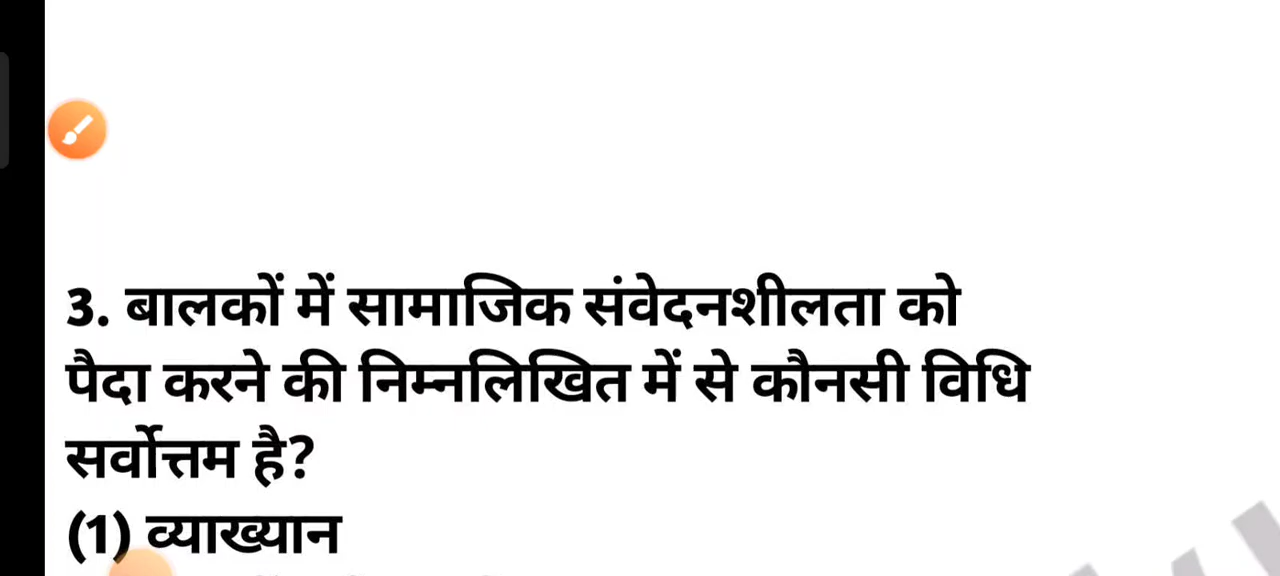 3. बालकों में सामाजिक संवेदनशीलता को
पैदा करने की निम्नलिखित में से कौनसी विधि
सर्वोत्तम है?
(1) व्याख्यान